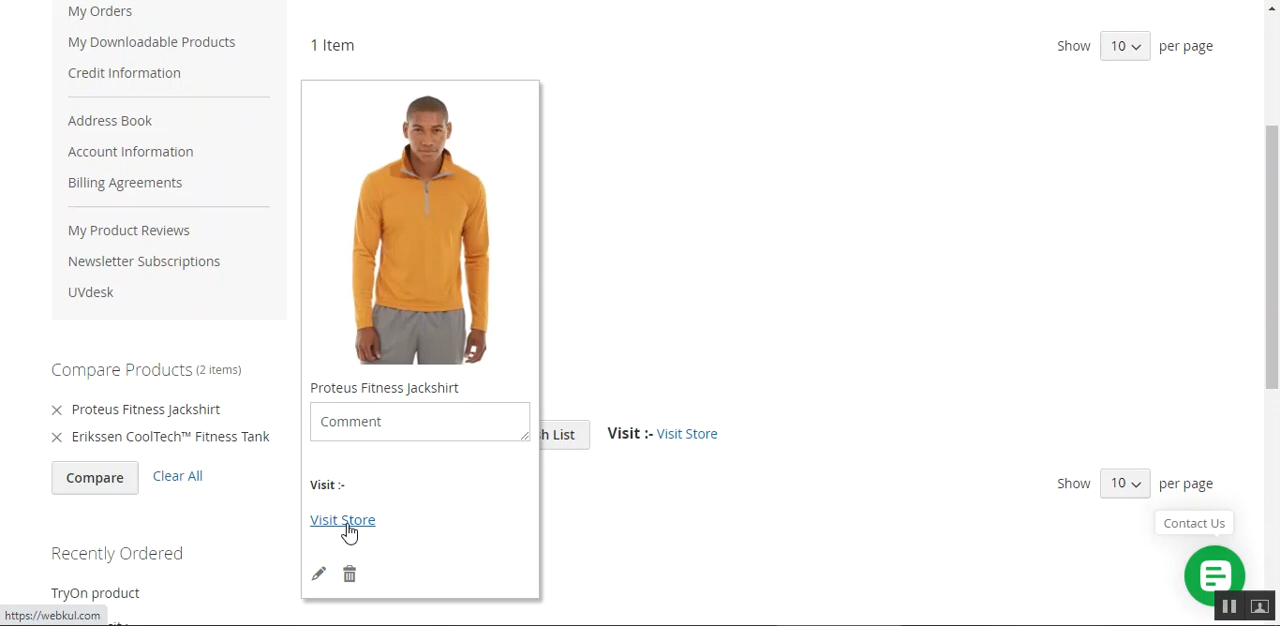 My Orders
My Downloadable Products
Credit Information
Address Book
Account Information
Billing Agreements
My Product Reviews
Newsletter Subscriptions
UVdesk
Compare Products (2 items)
Proteus Fitness Jackshirt
Erikssen CoolTech™ Fitness Tank
Compare Clear All
Recently Ordered
TryOn product
https://webkul.com
1 Item
Show 10 per page
Proteus Fitness Jackshirt
Comment
h List Visit :- Visit Store
Visit :-
Visit Store
Show 10 per page
Contact Us